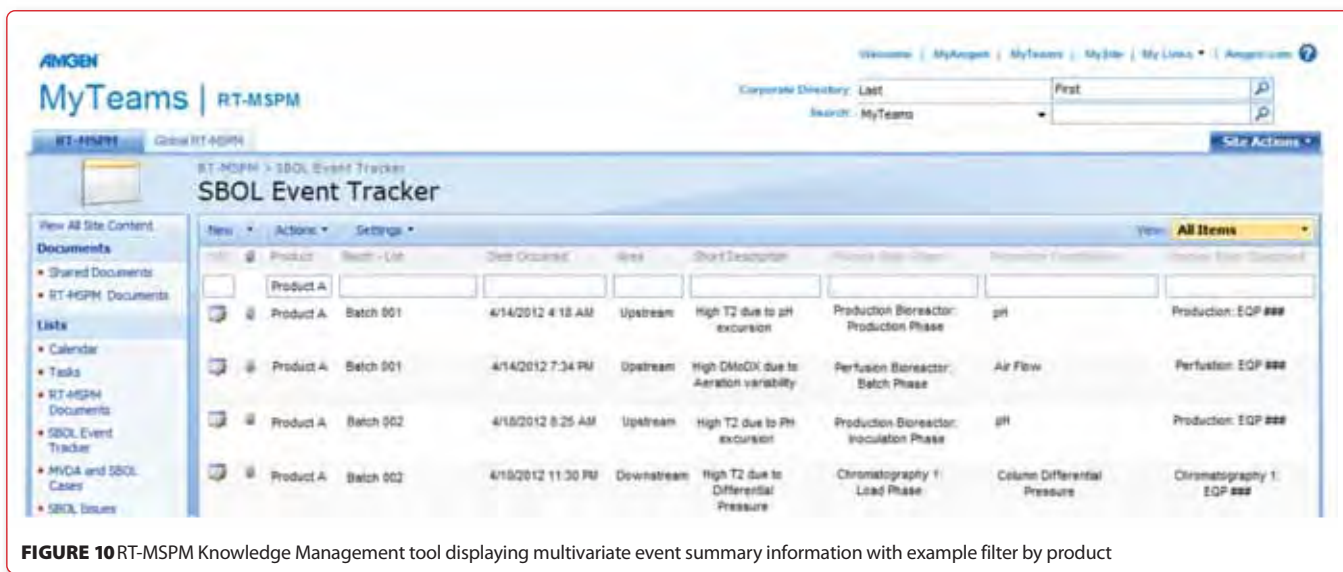 AMGEN
Welcome | MyAmgen | MyTeams | MySite | My Links | Amgen.com
MyTeams | RT-MSPM
Corporate Directory: Last First
Search: MyTeams
RT-MSPM Global RT-MSPM
Site Actions
RT-MSPM > SBOL Event Tracker
SBOL Event Tracker
View All Site Content
New Actions Settings View: All Items
Documents
Product Batch - Lot Date Occurred Area Short Description
• Shared Documents
• RT-MSPM Documents
Product A
Lists
• Calendar
• Tasks
• RT-MSPM
Documents
• SBOL Event
Tracker
• MVDA and SBOL
Cases
• SBOL Issues
Product A Batch 001 4/14/2012 4:18 AM Upstream High T2 due to pH excursion Production Bioreactor: Production Phase pH Production: EQP ###
Product A Batch 001 4/14/2012 7:34 PM Upstream High DModX due to Aeration variability Perfusion Bioreactor: Batch Phase Air Flow Perfustion: EQP ###
Product A Batch 002 4/18/2012 8:25 AM Upstream High T2 due to PH excursion Production Bioreactor: Inoculation Phase pH Production: EQP ###
Product A Batch 002 4/18/2012 11:30 PM Downstream High T2 due to Differential Pressure Chromatography 1: Load Phase Column Differential Pressure Chromatography 1: EQP ###
FIGURE 10 RT-MSPM Knowledge Management tool displaying multivariate event summary information with example filter by product